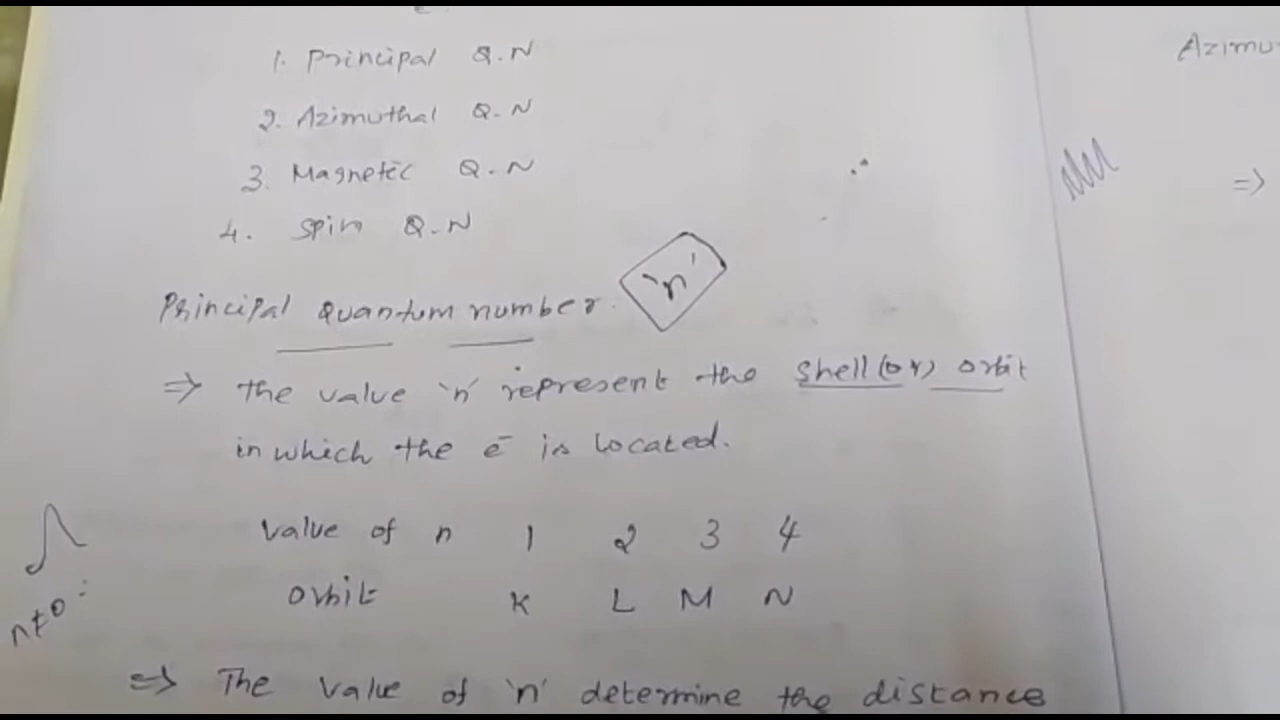 1. Principal Q.N
2. Azimuthal Q.N
3. Magnetic Q.N
4. Spin Q.N
Principal Quantum number. 'n'
=> The value 'n' represent the shell (or) orbit
in which the e⁻ is located.
Value of n 1 2 3 4
orbit K L M N
n≠0
=> The value of 'n' determine the distance
Azimu
=>